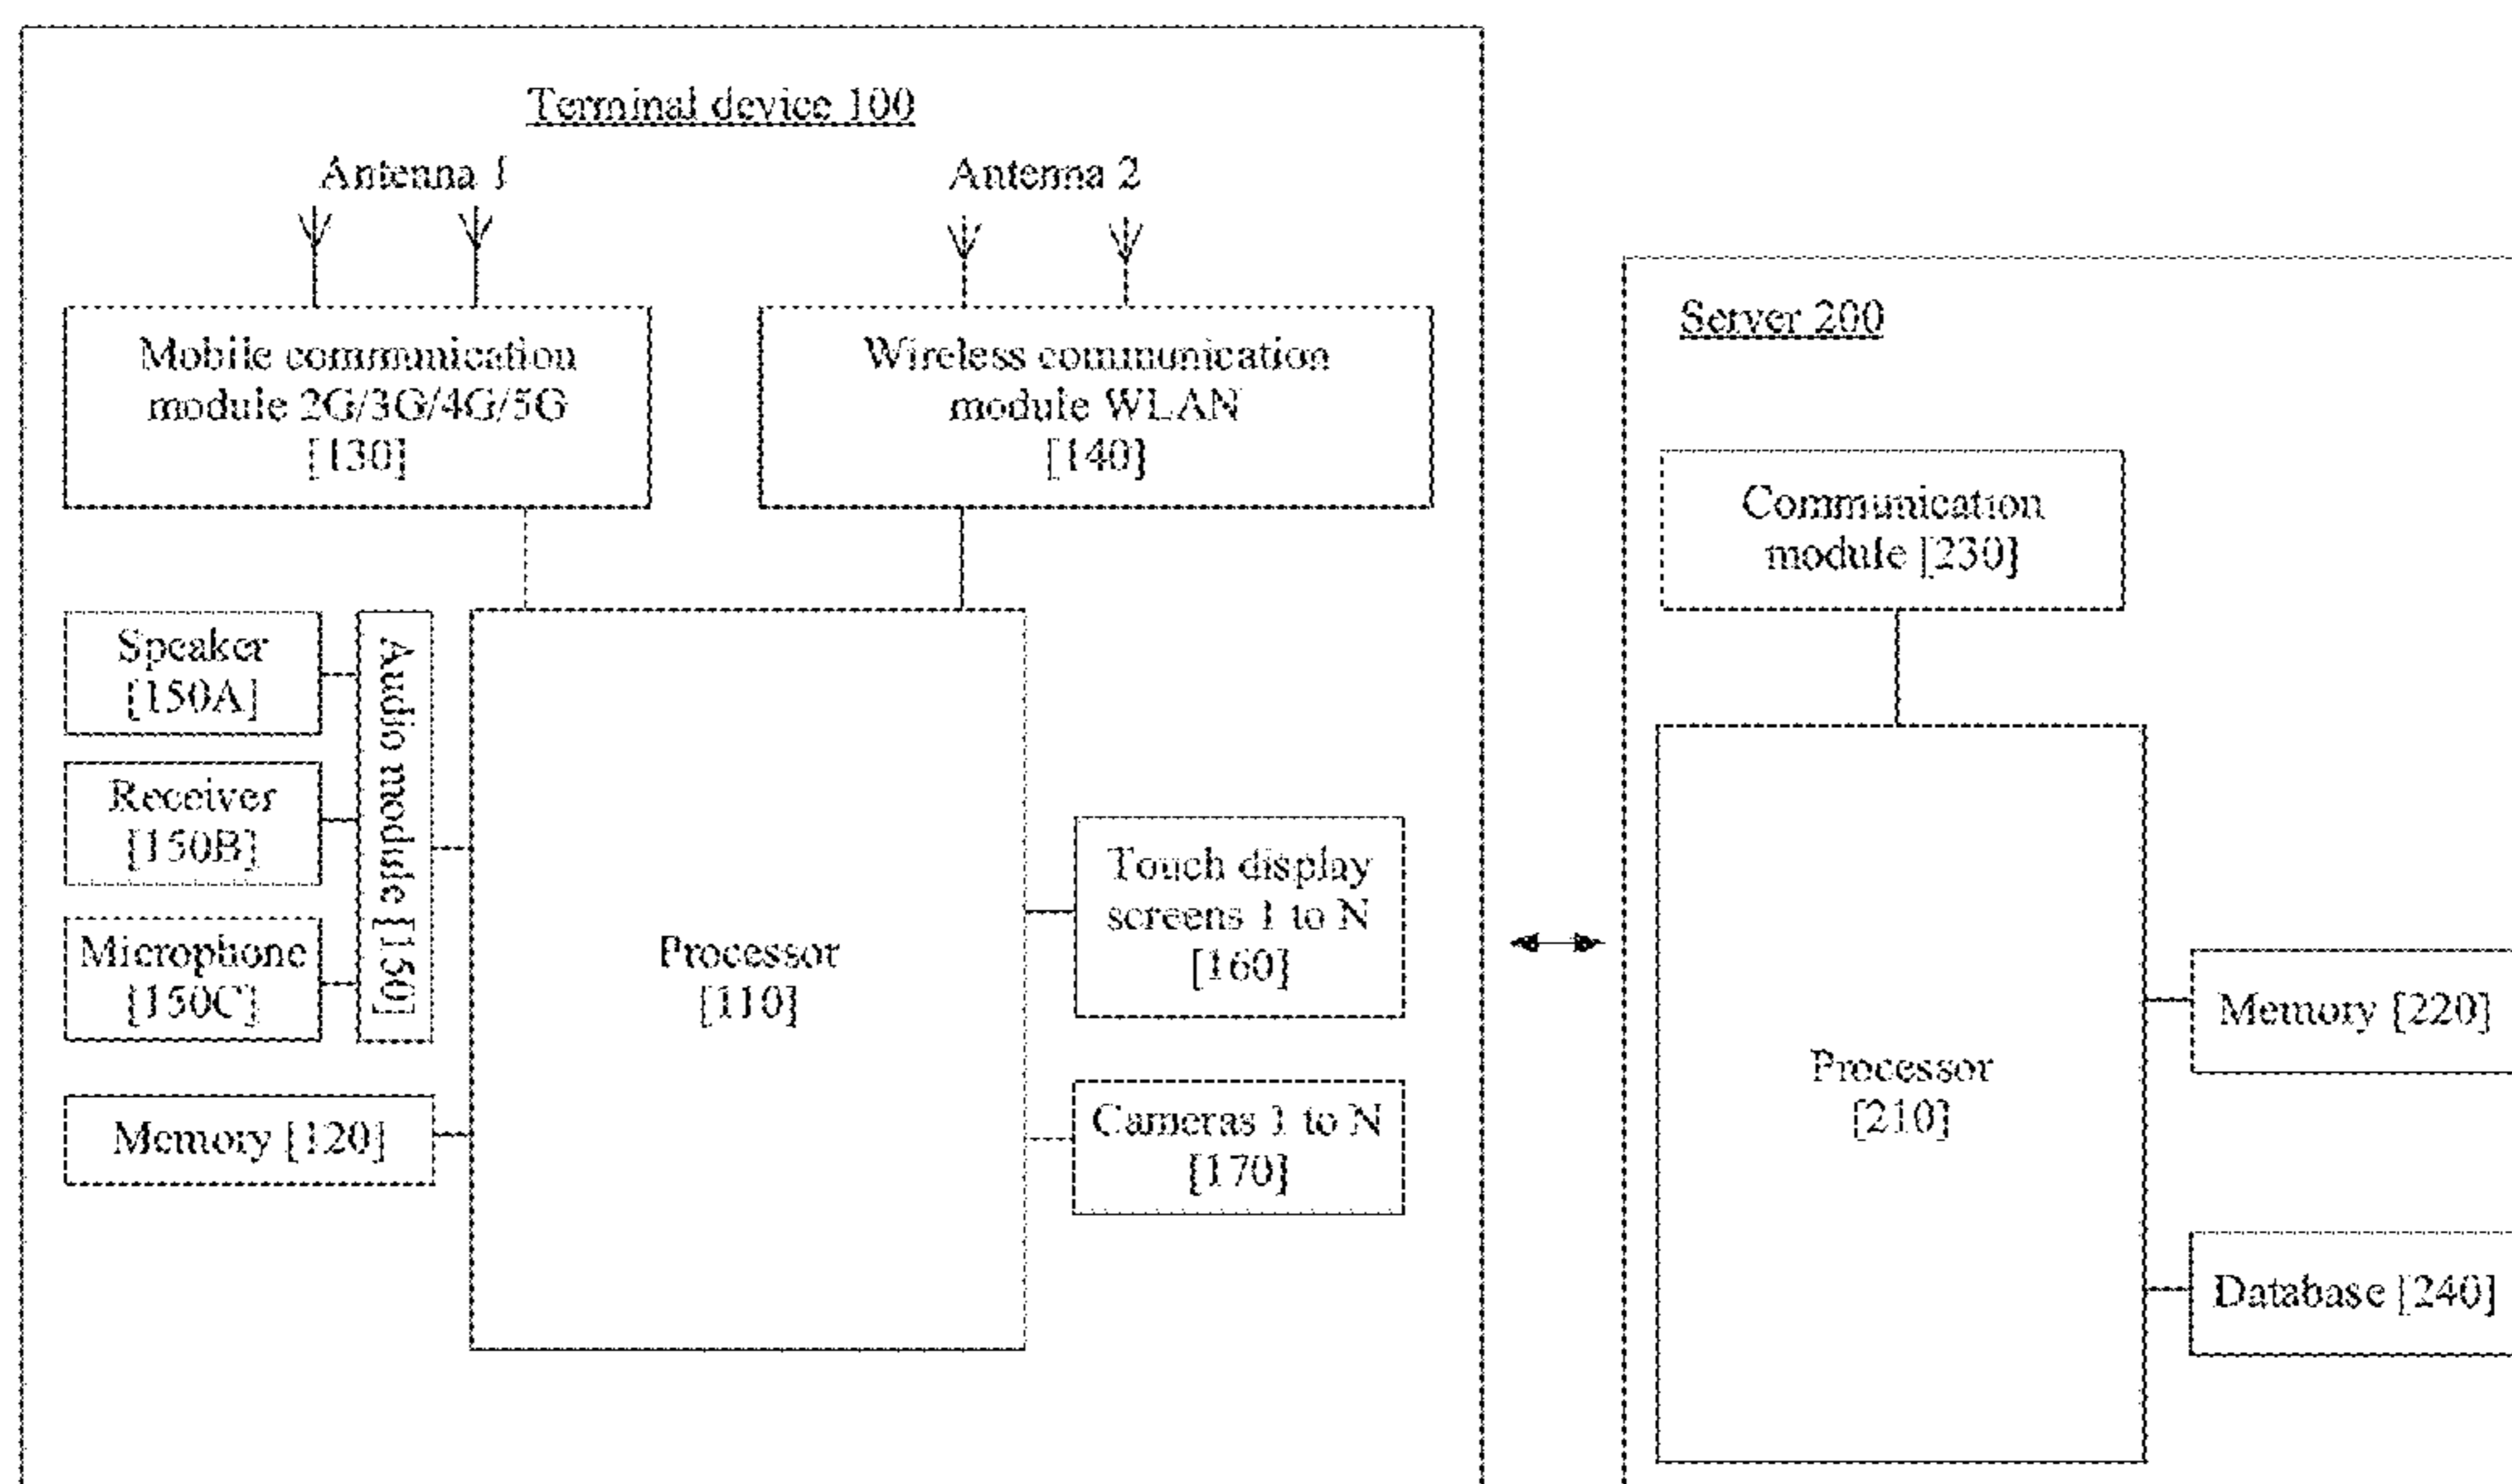 Terminal device 100
Antenna 1
Antenna 2
Mobile communication
module 2G/3G/4G/5G
[130]
Wireless communication
module WLAN
[140]
Speaker
[150A]
Receiver
[150B]
Microphone
[150C]
Audio module [150]
Memory [120]
Processor
[110]
Touch display
screens 1 to N
[160]
Cameras 1 to N
[170]
Server 200
Communication
module [230]
Processor
[210]
Memory [220]
Database [240]